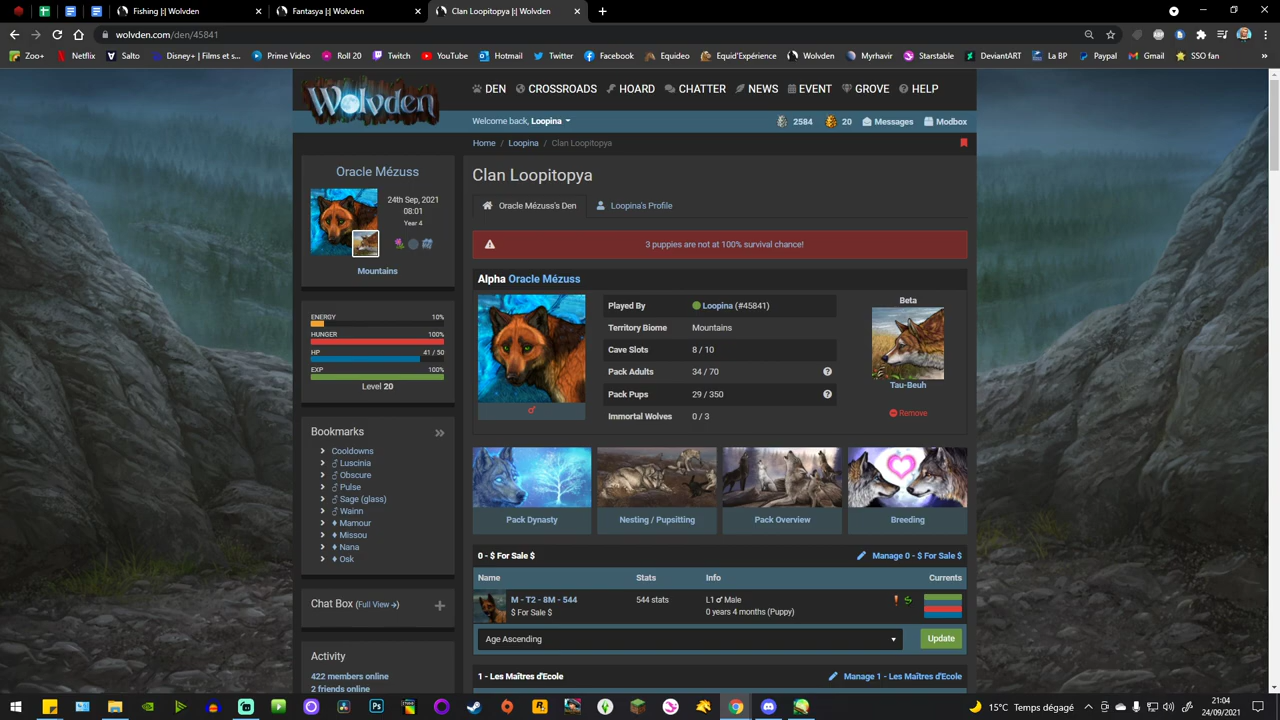 Fishing || Wolvden
Fantasyy || Wolvden
Clan Loopitopya || Wolvden
wolvden.com/den/45841
Zoo+ Netflix Salto Disney+ | Films et s... Prime Video Roll 20 Twitch YouTube Hotmail Twitter Facebook Equideo Equid'Expérience Wolvden Myrhavir Starstable DeviantART La BP Paypal Gmail SSO fan
Wolvden
DEN CROSSROADS HOARD CHATTER NEWS EVENT GROVE HELP
Welcome back, Loopina 2584 20 Messages Modbox
Home / Loopina / Clan Loopitopya
Oracle Mézuss
24th Sep, 2021
08:01
Year 4
Mountains
ENERGY 10%
HUNGER 100%
HP 41 / 50
EXP 100%
Level 20
Bookmarks
Cooldowns
♂ Luscinia
♂ Obscure
♂ Pulse
♂ Sage (glass)
♂ Wainn
♦ Mamour
♦ Missou
♦ Nana
♦ Osk
Chat Box (Full View →)
Activity
422 members online
2 friends online
Clan Loopitopya
Oracle Mézuss's Den Loopina's Profile
3 puppies are not at 100% survival chance!
Alpha Oracle Mézuss
Played By Loopina (#45841)
Territory Biome Mountains
Cave Slots 8 / 10
Pack Adults 34 / 70
Pack Pups 29 / 350
Immortal Wolves 0 / 3
Beta
Tau-Beuh
Remove
Pack Dynasty Nesting / Pupsitting Pack Overview Breeding
0 - $ For Sale $ Manage 0 - $ For Sale $
Name Stats Info Currents
M - T2 - 8M - 544 544 stats L1 ♂ Male
$ For Sale $ 0 years 4 months (Puppy)
Age Ascending Update
1 - Les Maîtres d'Ecole Manage 1 - Les Maîtres d'Ecole
15°C Temps dégagé
21:04
24/09/2021